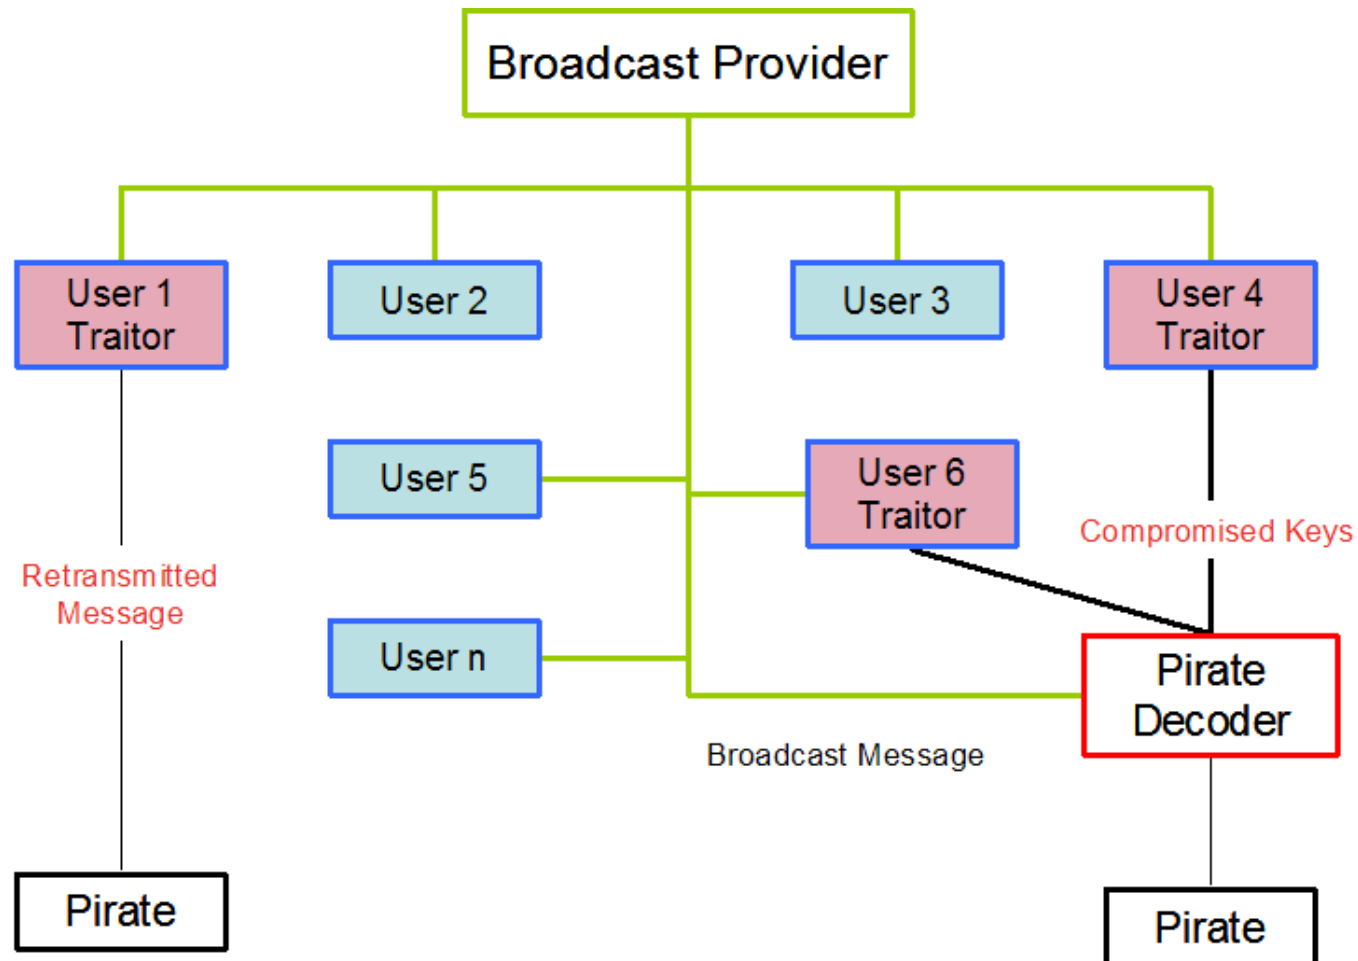 Broadcast Provider
User 1
Traitor
User 2
User 3
User 4
Traitor
User 5
User 6
Traitor
Compromised Keys
Retransmitted
Message
User n
Pirate
Decoder
Broadcast Message
Pirate
Pirate